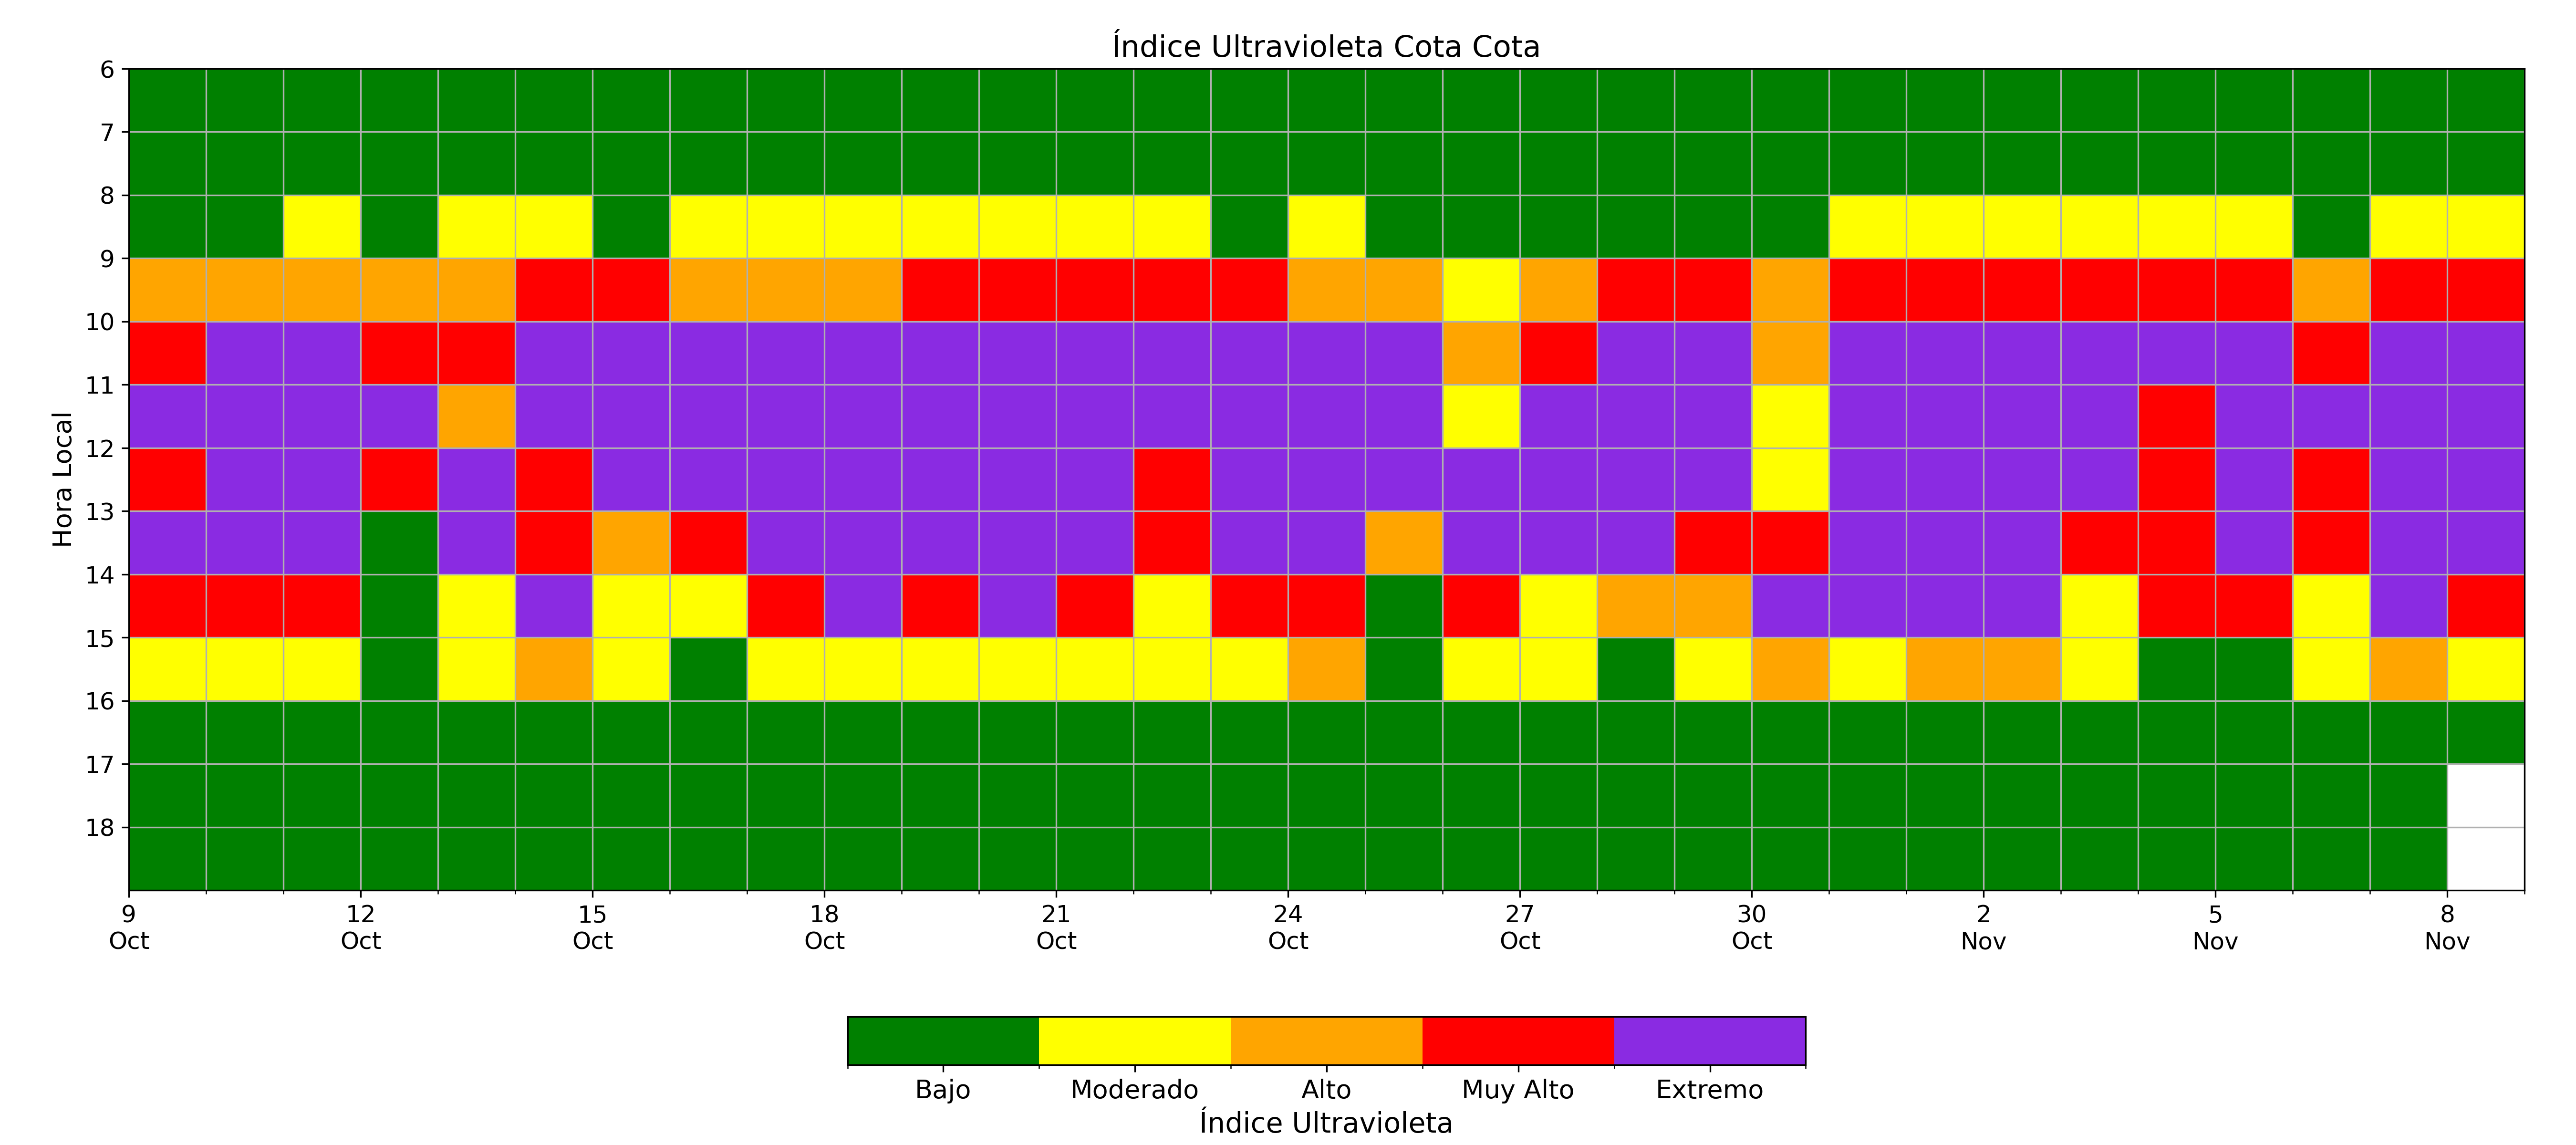 Índice Ultravioleta Cota Cota
6
7
8
9
10
11
12
13
14
15
16
17
18
Hora Local
9 12 15 18 21 24 27 30 2 5 8
Oct Oct Oct Oct Oct Oct Oct Oct Nov Nov Nov
Bajo Moderado Alto Muy Alto Extremo
Índice Ultravioleta